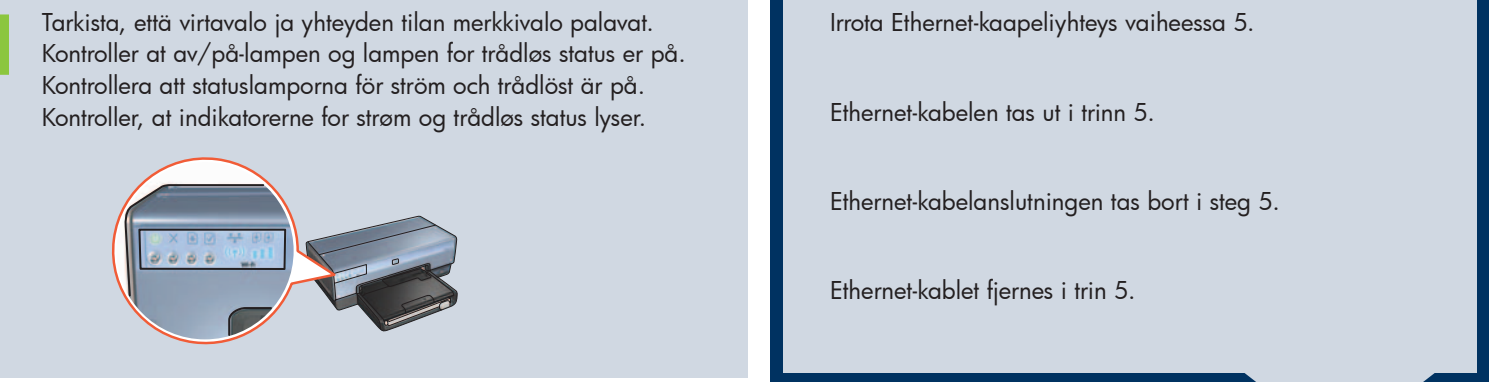 Tarkista, että virtavalo ja yhteyden tilan merkkivalo palavat.
Kontroller at av/på-lampen og lampen for trådløs status er på.
Kontrollera att statuslamporna för ström och trådlöst är på.
Kontroller, at indikatorerne for strøm og trådløs status lyser.
Wi-Fi
Irrota Ethernet-kaapeliyhteys vaiheessa 5.
Ethernet-kabelen tas ut i trinn 5.
Ethernet-kabelanslutningen tas bort i steg 5.
Ethernet-kablet fjernes i trin 5.